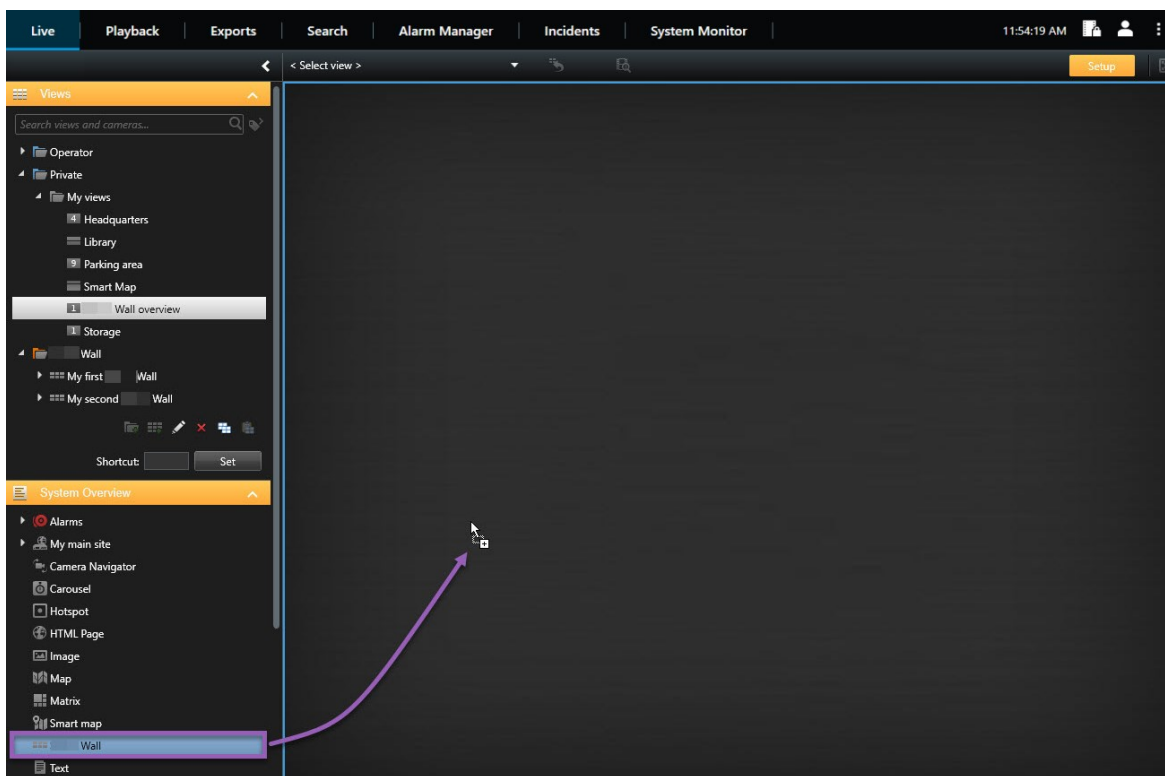 Live Playback Exports Search Alarm Manager Incidents System Monitor 11:54:19 AM
< Select view > Setup
Views
Search views and cameras...
Operator
Private
My views
4 Headquarters
Library
9 Parking area
Smart Map
1 Wall overview
1 Storage
Wall
My first Wall
My second Wall
Shortcut: Set
System Overview
Alarms
My main site
Camera Navigator
Carousel
Hotspot
HTML Page
Image
Map
Matrix
Smart map
Wall
Text